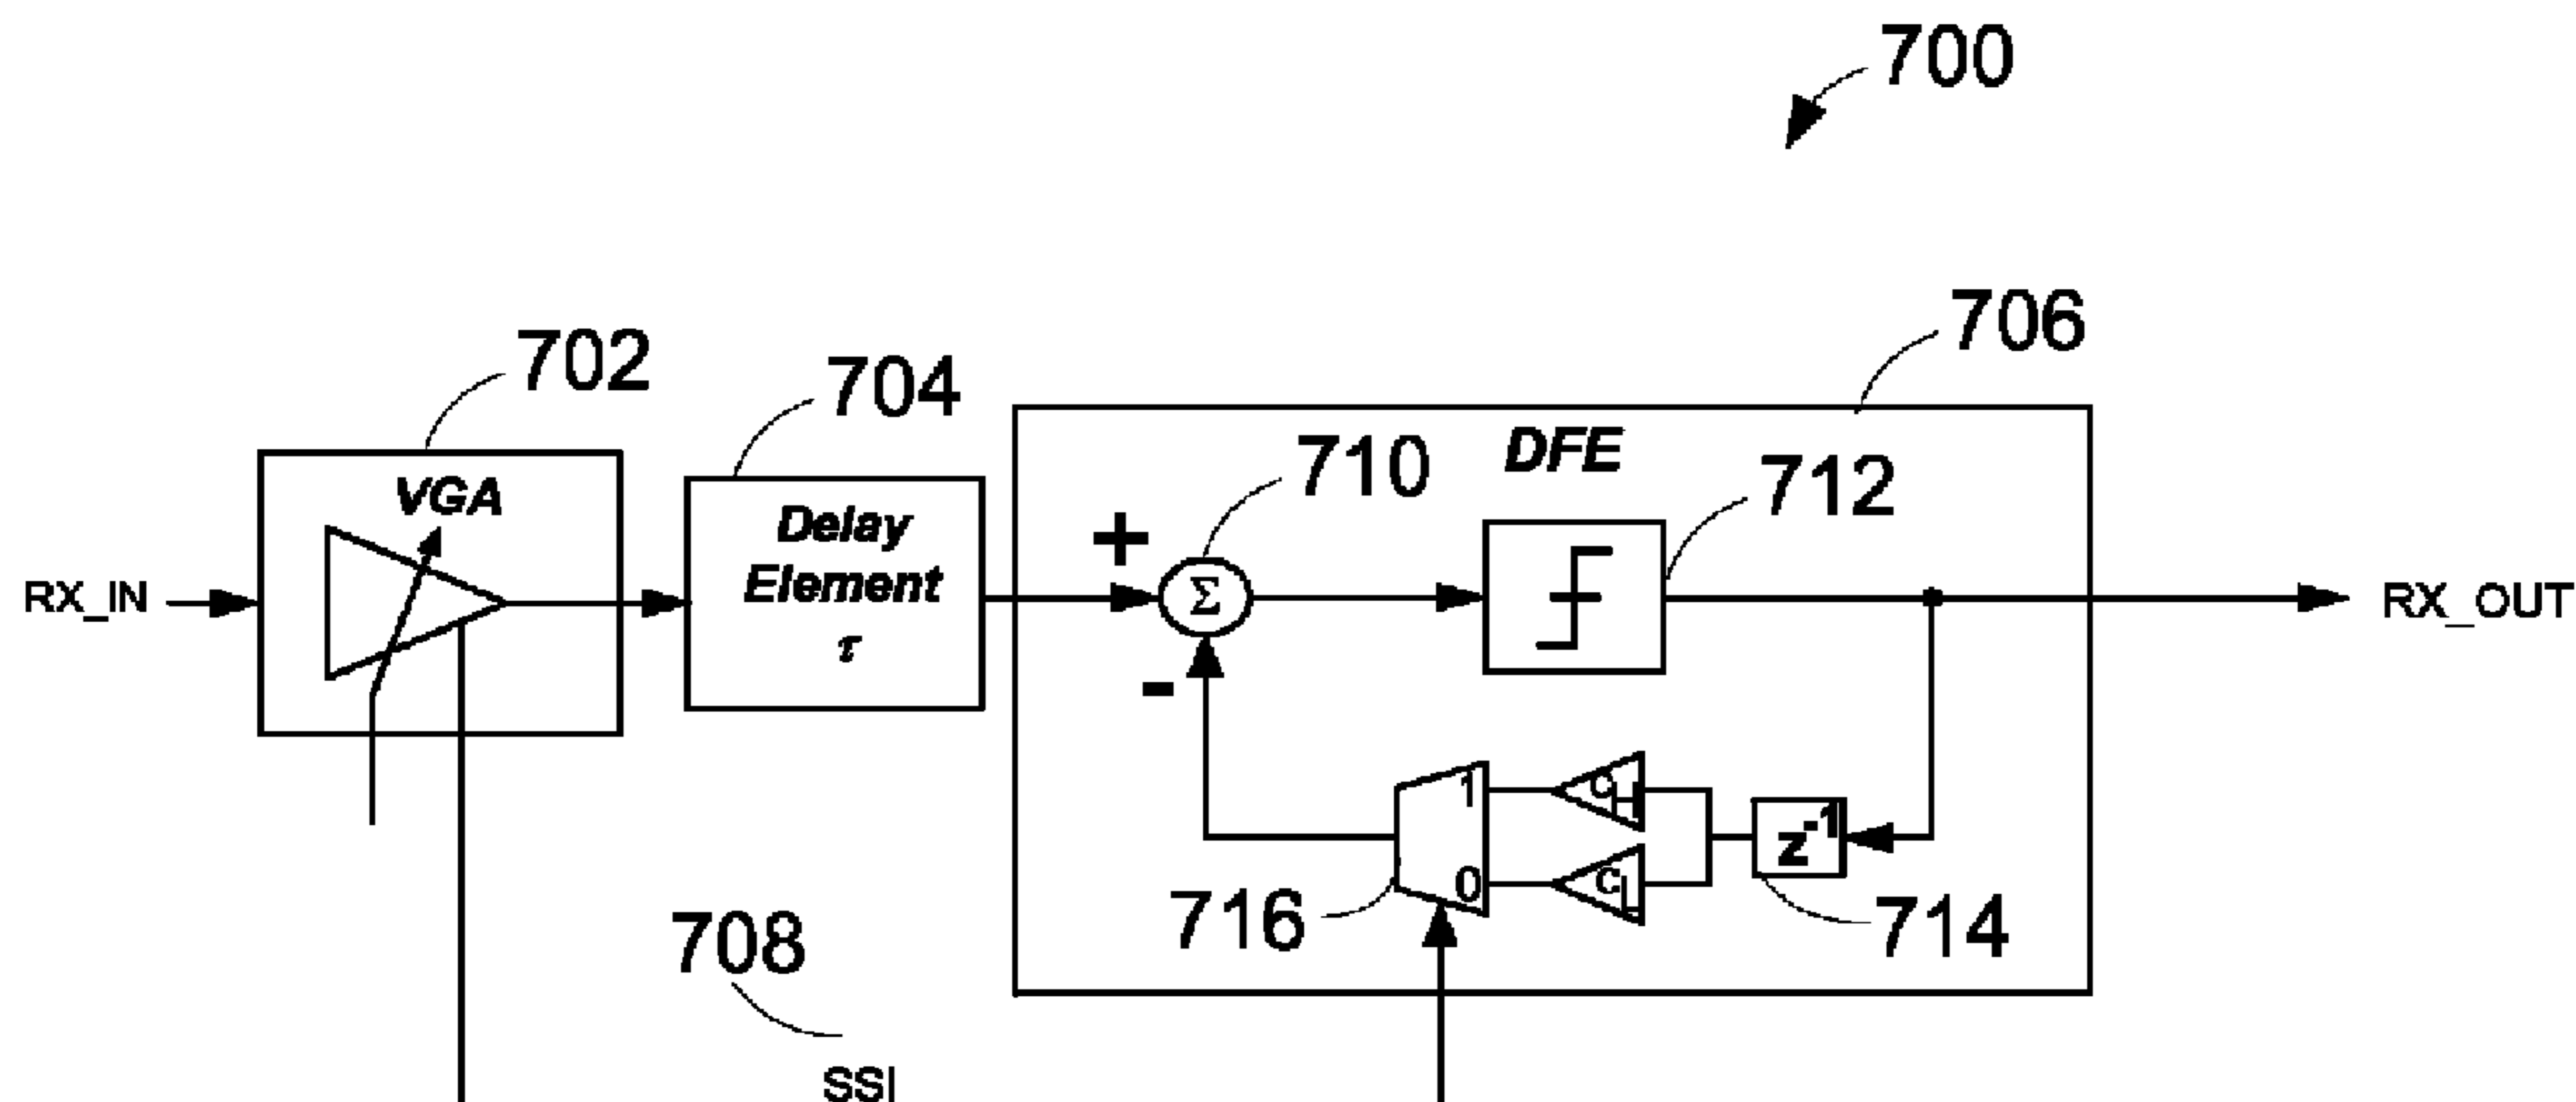 700
706
702
704
DFE
710
712
VGA
Delay
Element
τ
+
Σ
RX_IN
RX_OUT
-
1
C_H
z^-1
0
C_L
716
714
708
SSI